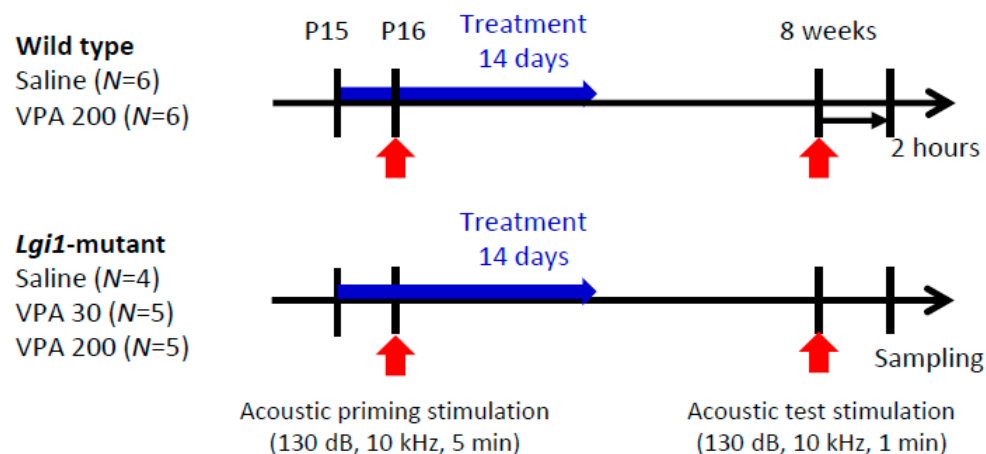 Wild type
Saline (N=6)
VPA 200 (N=6)
P15
P16
Treatment
14 days
8 weeks
2 hours
Lgi1-mutant
Saline (N=4)
VPA 30 (N=5)
VPA 200 (N=5)
Treatment
14 days
Sampling
Acoustic priming stimulation
(130 dB, 10 kHz, 5 min)
Acoustic test stimulation
(130 dB, 10 kHz, 1 min)